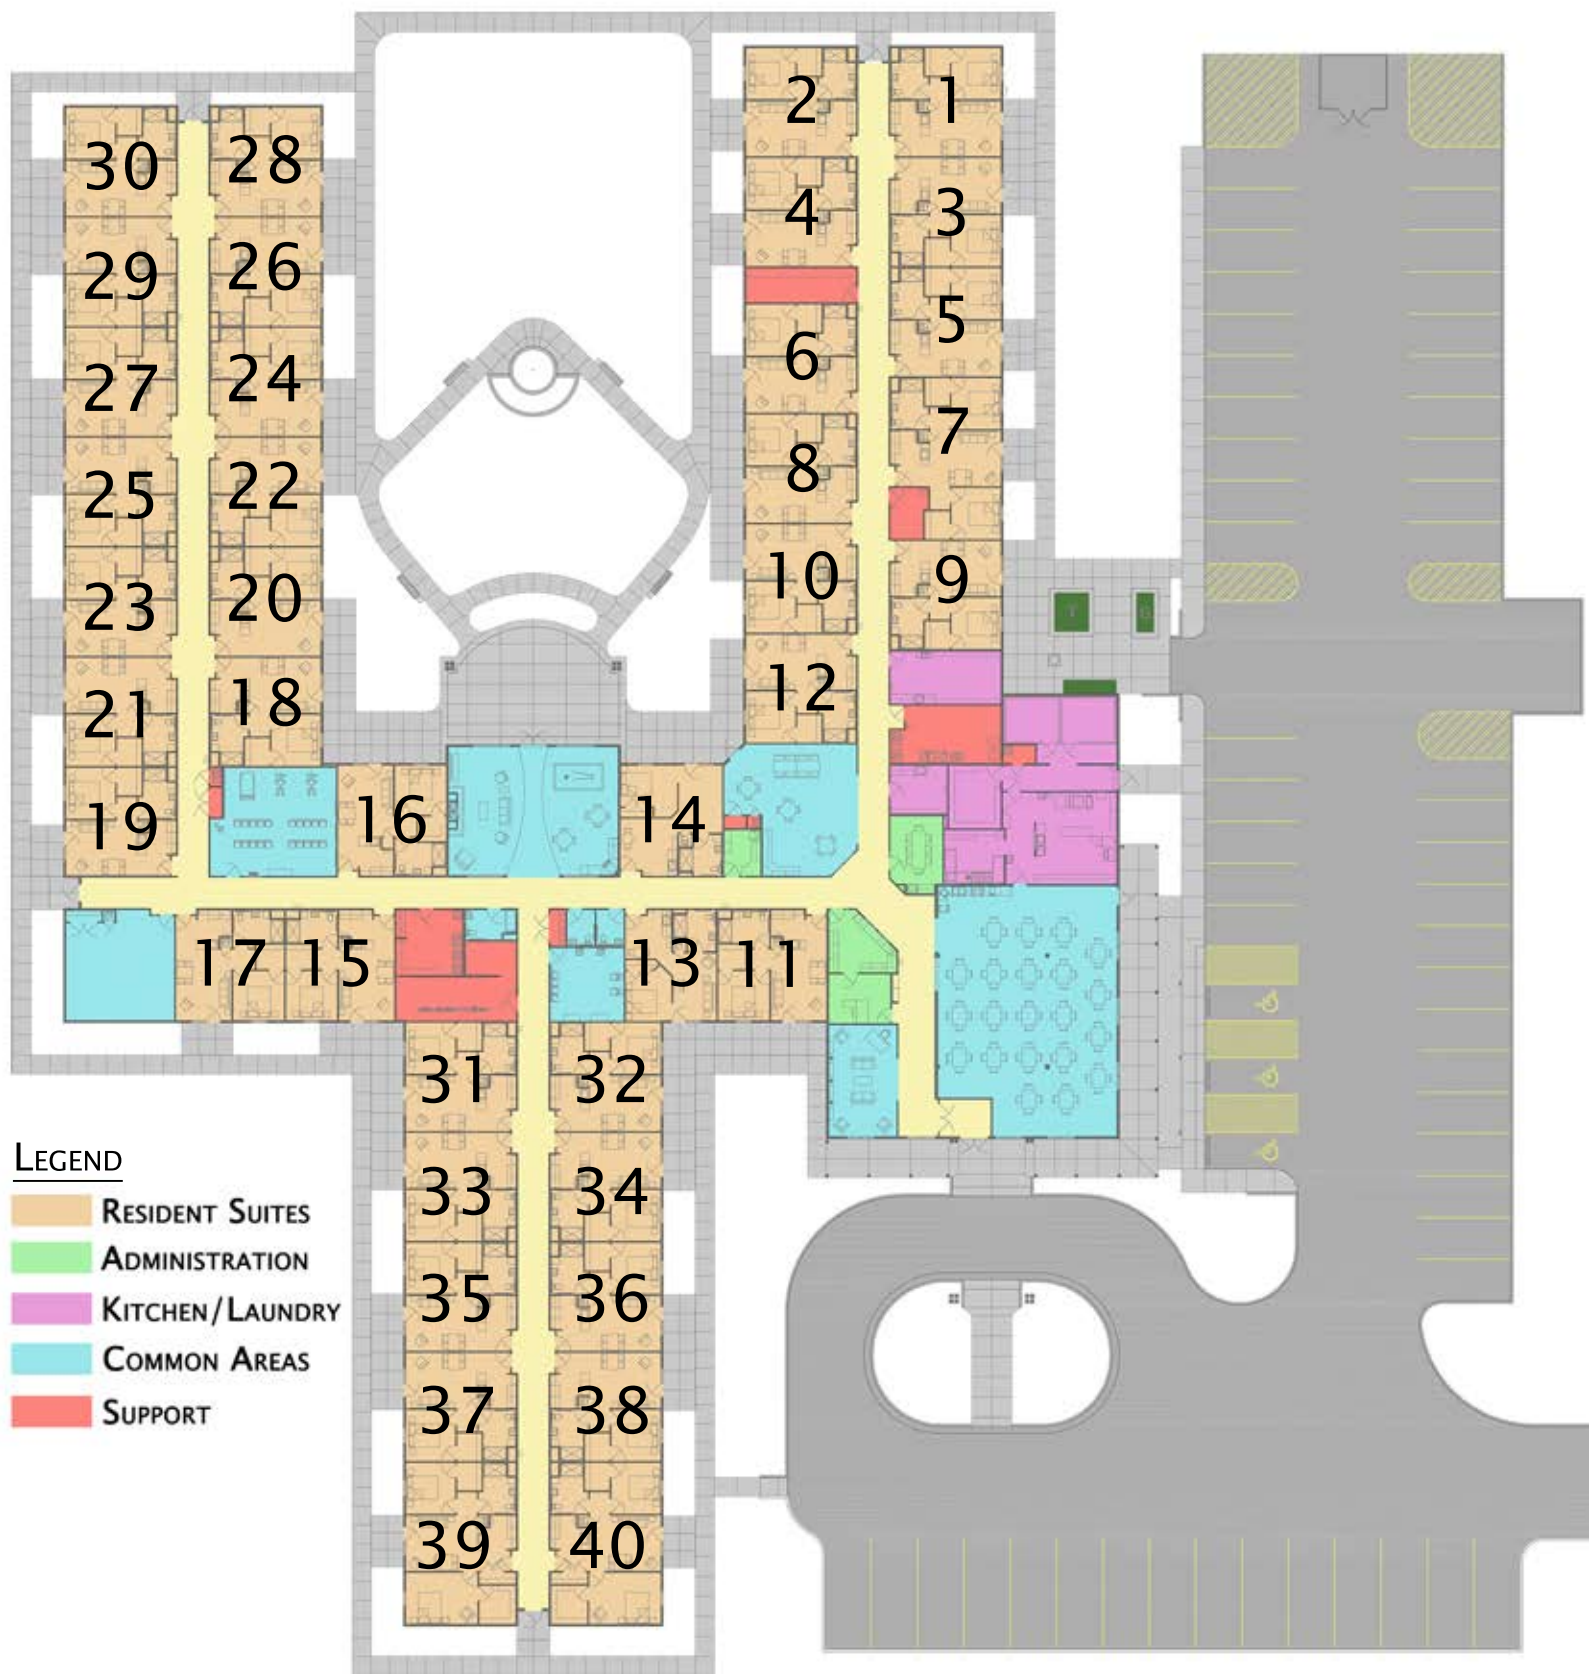 2 1
30 28
4 3
29 26
5
6
27 24
7
8
25 22
10 9
23 20
12
21 18
19 16 14
17 15 13 11
31 32
33 34
35 36
37 38
39 40
LEGEND
RESIDENT SUITES
ADMINISTRATION
KITCHEN/LAUNDRY
COMMON AREAS
SUPPORT